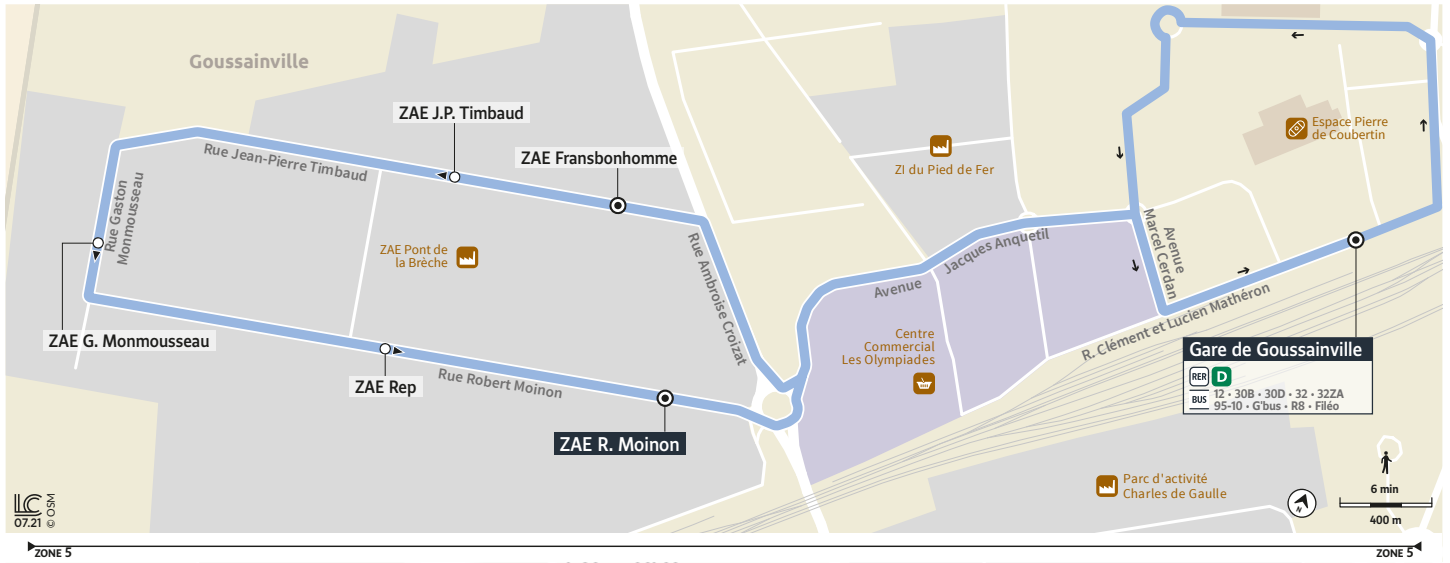 Goussainville
ZAE J.P. Timbaud
Rue Jean-Pierre Timbaud
ZAE Fransbonhomme
Rue Gaston
Monmousseau
ZAE Pont de
la Brèche
ZAE G. Monmousseau
ZAE Rep
Rue Robert Moinon
ZAE R. Moinon
Rue Ambroise Croizat
ZI du Pied de Fer
Espace Pierre
de Coubertin
Avenue
Jacques Anquetil
Avenue
Marcel Cerdan
R. Clément et Lucien Mathéron
Centre
Commercial
Les Olympiades
Gare de Goussainville
RER D
BUS 12 • 30B • 30D • 32 • 32ZA
95-10 • G'bus • R8 • Filéo
Parc d'activité
Charles de Gaulle
N
6 min
400 m
LC
07.21
© OSM
ZONE 5
ZONE 5